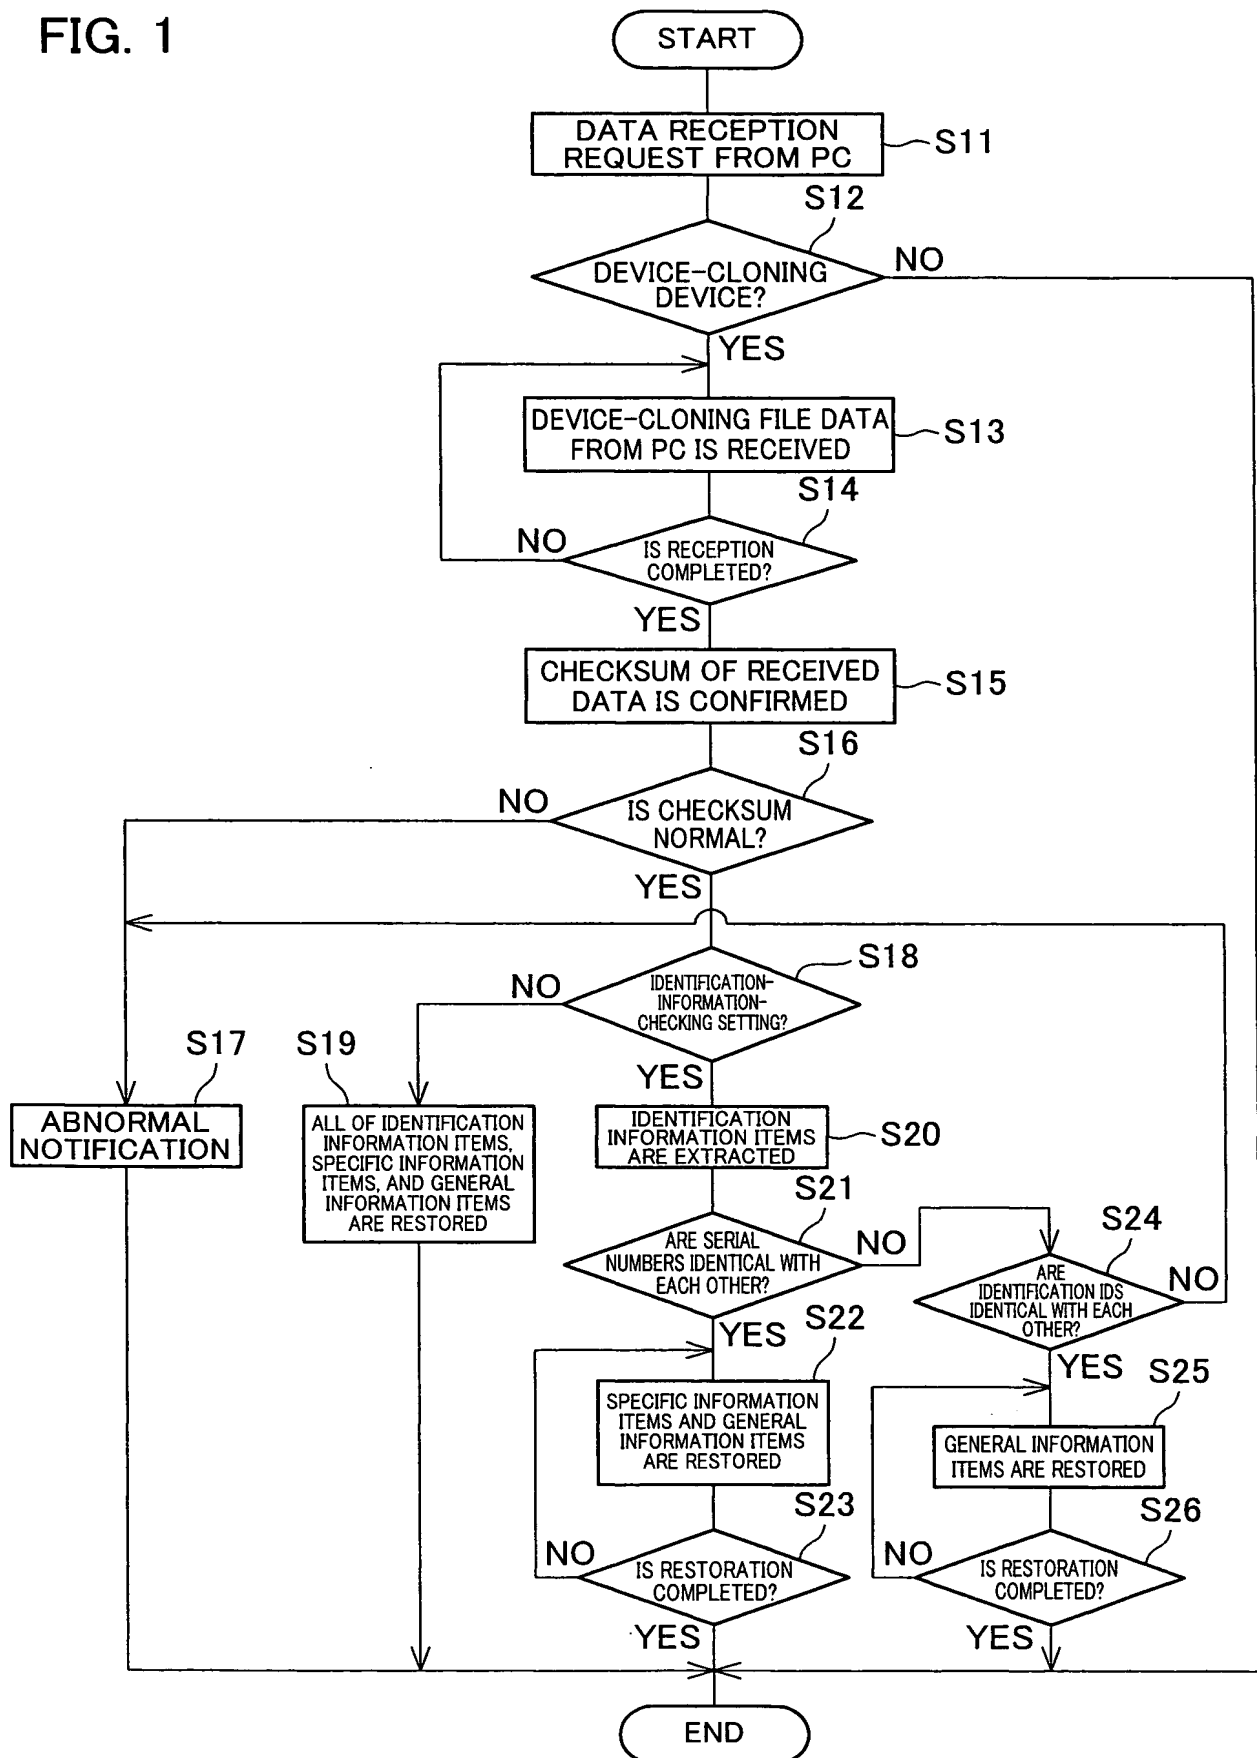 FIG. 1
START
DATA RECEPTION
REQUEST FROM PC
S11
S12
DEVICE-CLONING
DEVICE?
NO
YES
DEVICE-CLONING FILE DATA
FROM PC IS RECEIVED
S13
S14
NO
IS RECEPTION
COMPLETED?
YES
CHECKSUM OF RECEIVED
DATA IS CONFIRMED
S15
S16
NO
IS CHECKSUM
NORMAL?
YES
S18
NO
IDENTIFICATION-
INFORMATION-
CHECKING SETTING?
YES
S17
ABNORMAL
NOTIFICATION
S19
ALL OF IDENTIFICATION
INFORMATION ITEMS,
SPECIFIC INFORMATION
ITEMS, AND GENERAL
INFORMATION ITEMS
ARE RESTORED
IDENTIFICATION
INFORMATION ITEMS
ARE EXTRACTED
S20
S21
ARE SERIAL
NUMBERS IDENTICAL WITH
EACH OTHER?
NO
YES
S24
ARE
IDENTIFICATION IDS
IDENTICAL WITH EACH
OTHER?
NO
YES
S22
SPECIFIC INFORMATION
ITEMS AND GENERAL
INFORMATION ITEMS
ARE RESTORED
S25
GENERAL INFORMATION
ITEMS ARE RESTORED
S23
NO
IS RESTORATION
COMPLETED?
YES
S26
NO
IS RESTORATION
COMPLETED?
YES
END